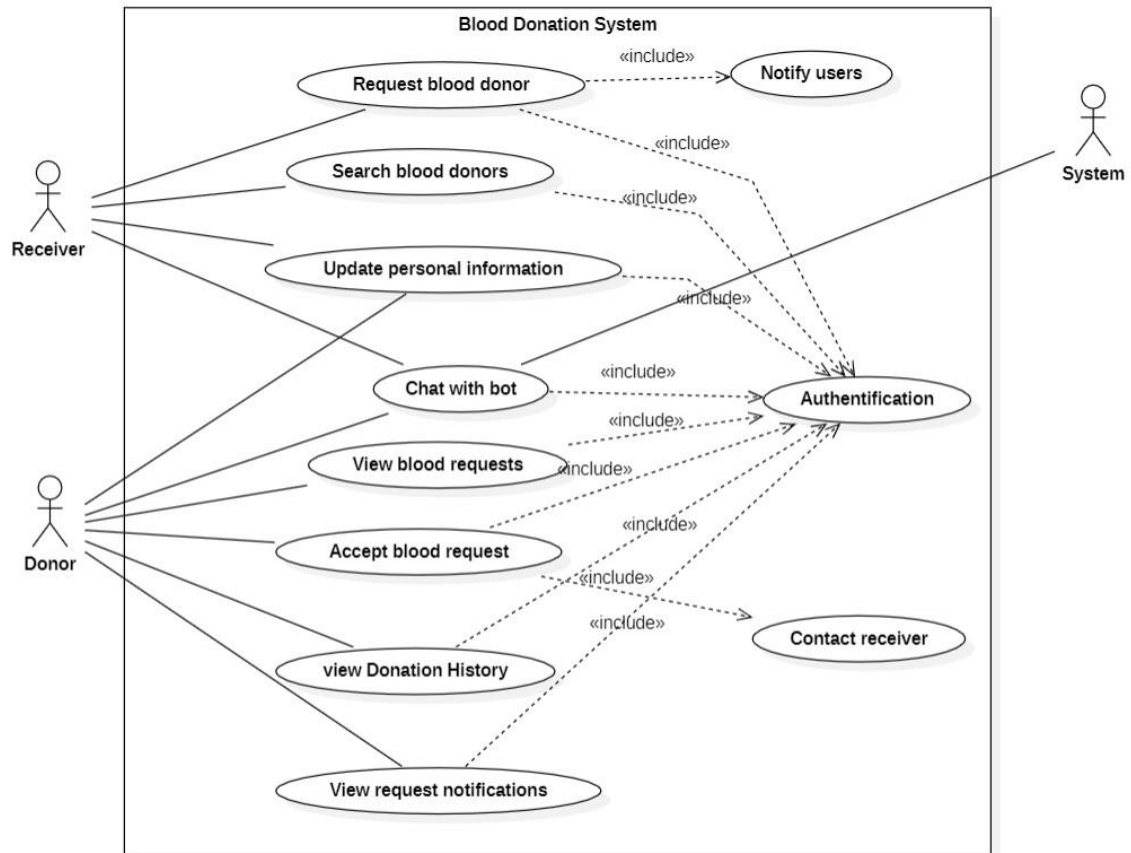 Blood Donation System
«include»
Request blood donor
Notify users
«include»
Search blood donors
«include»
System
Receiver
Update personal information
«include»
Chat with bot
«include»
Authentification
«include»
View blood requests
«include»
Accept blood request
«include»
Donor
«include»
«include»
Contact receiver
view Donation History
View request notifications